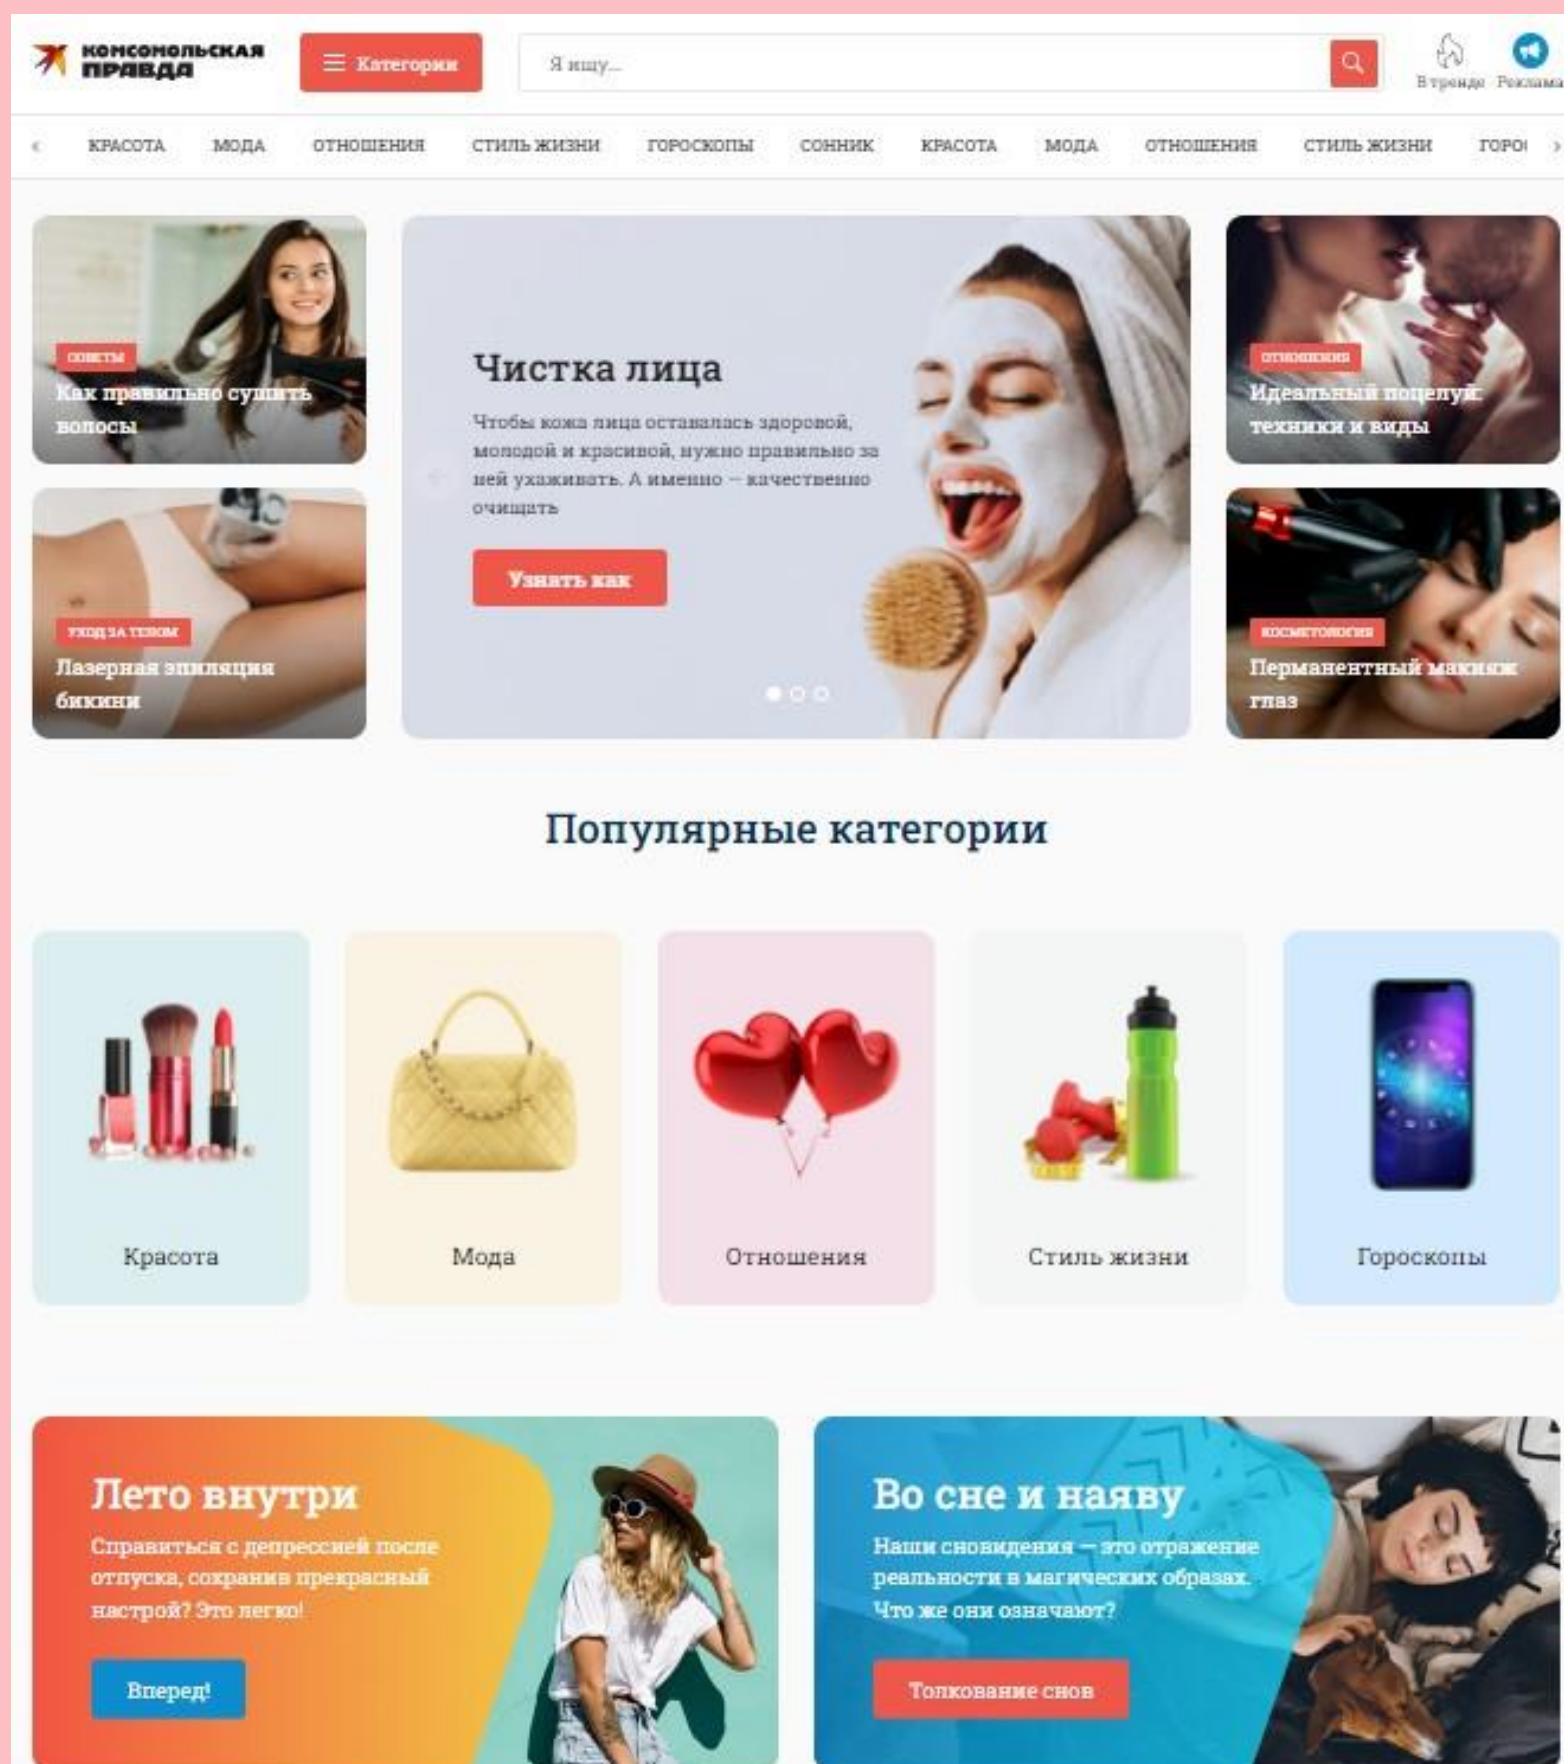 КОМСОМОЛЬСКАЯ
ПРАВДА
Категории
Я ищу...
В тренде
Реклама
КРАСОТА МОДА ОТНОШЕНИЯ СТИЛЬ ЖИЗНИ ГОРОСКОПЫ СОННИК КРАСОТА МОДА ОТНОШЕНИЯ СТИЛЬ ЖИЗНИ ГОРО
СОВЕТЫ
Как правильно сушить
волосы
УХОД ЗА ТЕЛОМ
Лазерная эпиляция
бикини
Чистка лица
Чтобы кожа лица оставалась здоровой,
молодой и красивой, нужно правильно за
ней ухаживать. А именно — качественно
очищать
Узнать как
ОТНОШЕНИЯ
Идеальный поцелуй:
техники и виды
КОСМЕТОЛОГИЯ
Перманентный макияж
глаз
Популярные категории
Красота
Мода
Отношения
Стиль жизни
Гороскопы
Лето внутри
Справиться с депрессией после
отпуска, сохранив прекрасный
настрой? Это легко!
Вперед!
Во сне и наяву
Наши сновидения — это отражение
реальности в магических образах.
Что же они означают?
Толкование снов